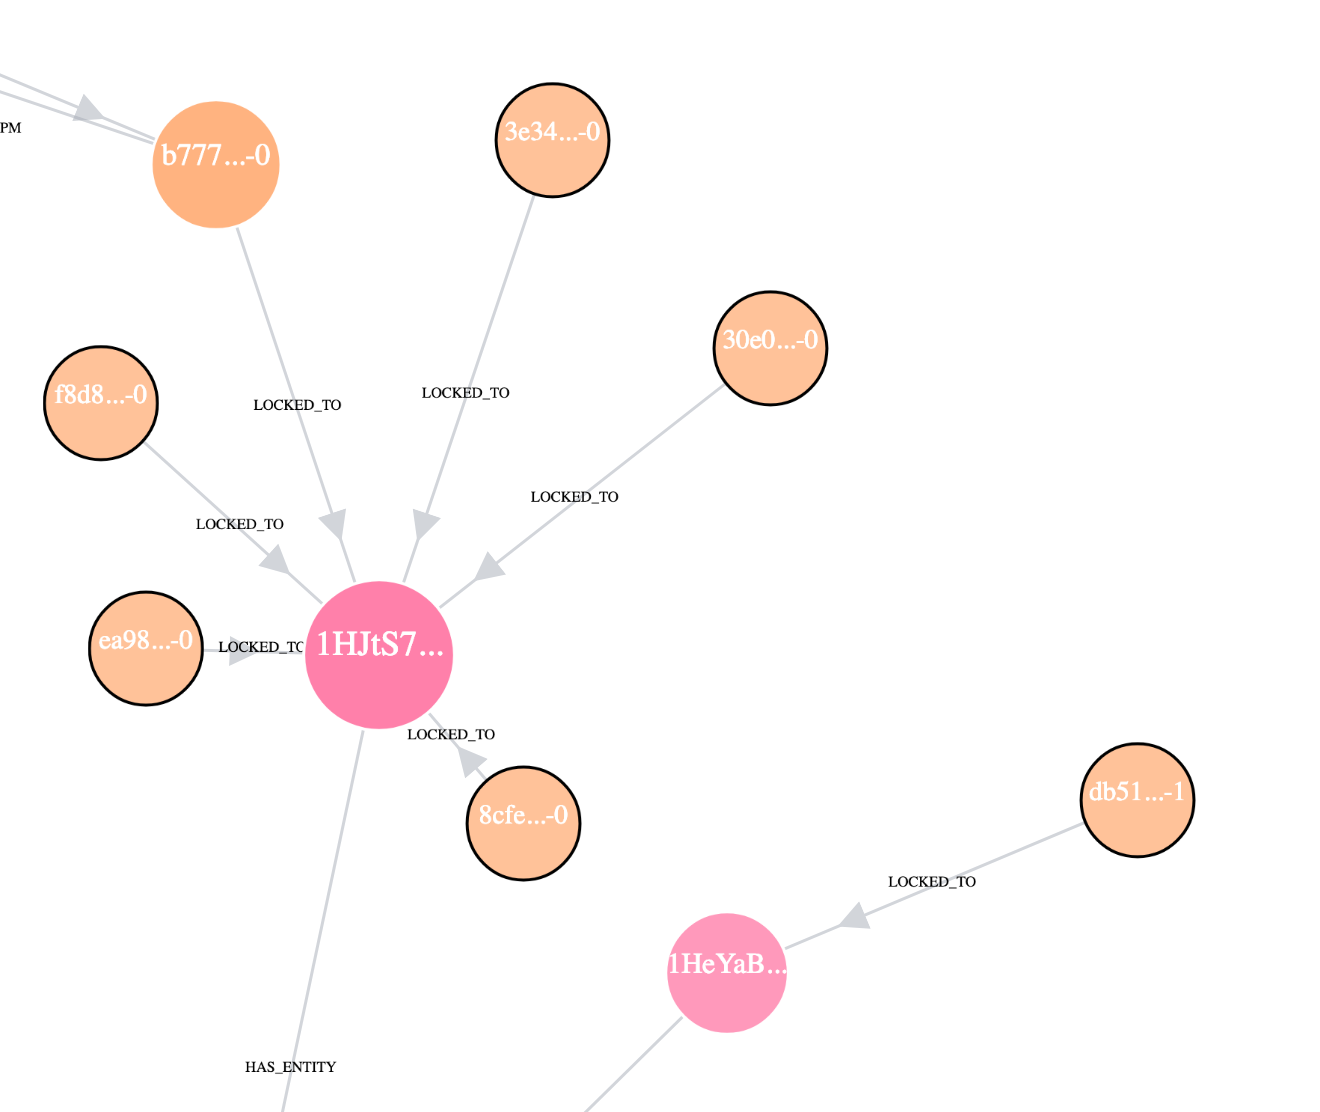 PM
b777...-0
3e34...-0
30e0...-0
f8d8...-0
LOCKED_TO
LOCKED_TO
LOCKED_TO
LOCKED_TO
ea98...-0
LOCKED_TO
1HJtS7...
LOCKED_TO
8cfe...-0
db51...-1
LOCKED_TO
1HeYaB...
HAS_ENTITY